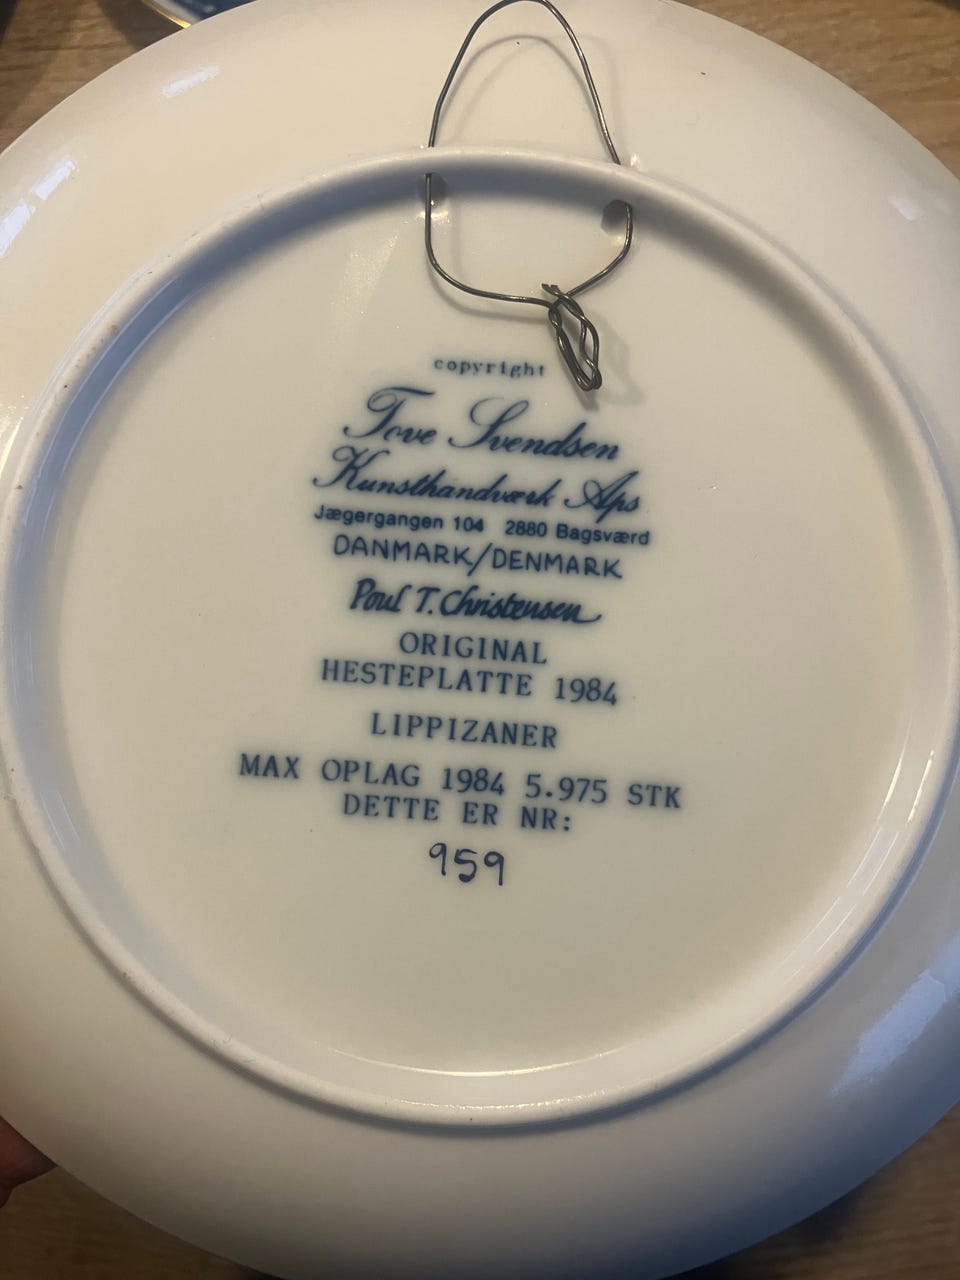 copyright
Tove Svendsen
Kunsthandværk Aps
Jægergangen 104 2880 Bagsværd
DANMARK/DENMARK
Poul T. Christensen
ORIGINAL
HESTEPLATTE 1984
LIPPIZANER
MAX OPLAG 1984 5.975 STK
DETTE ER NR:
959